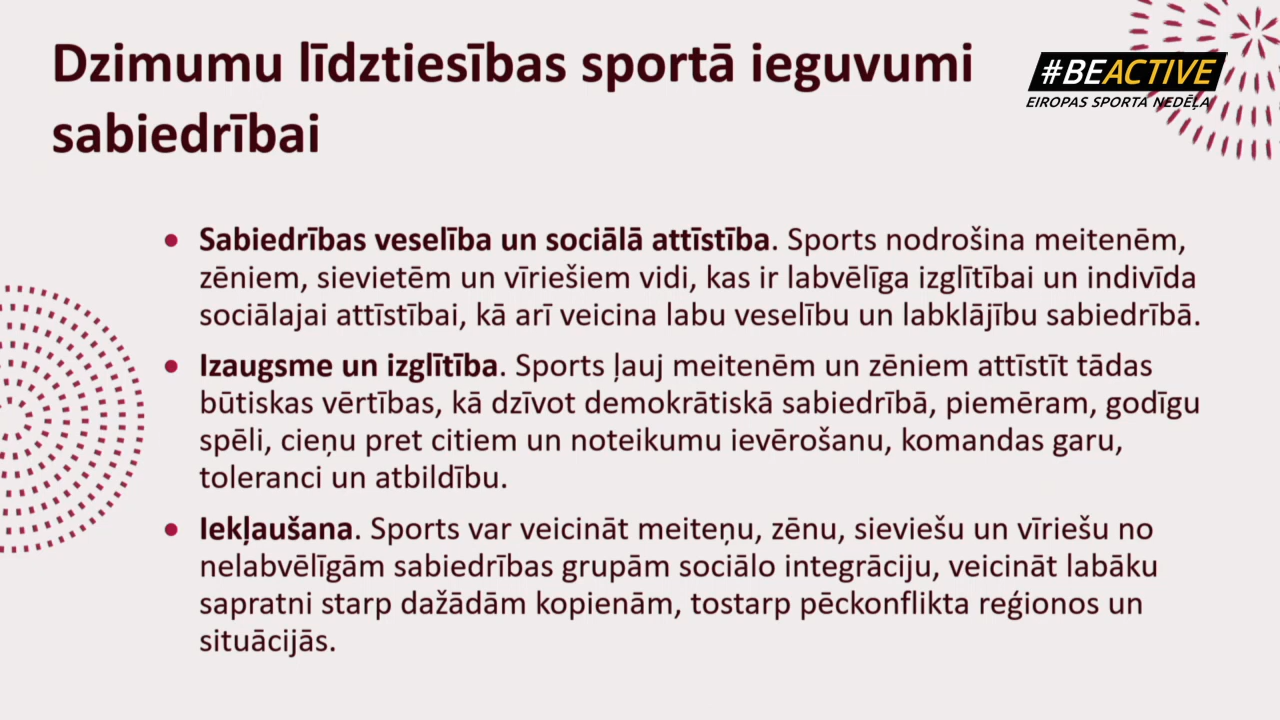 Dzimumu līdztiesības sportā ieguvumi
sabiedrībai
#BEACTIVE
EIROPAS SPORTA NEDĒĻA
Sabiedrības veselība un sociālā attīstība. Sports nodrošina meitenēm,
zēniem, sievietēm un vīriešiem vidi, kas ir labvēlīga izglītībai un indivīda
sociālajai attīstībai, kā arī veicina labu veselību un labklājību sabiedrībā.
Izaugsme un izglītība. Sports ļauj meitenēm un zēniem attīstīt tādas
būtiskas vērtības, kā dzīvot demokrātiskā sabiedrībā, piemēram, godīgu
spēli, cieņu pret citiem un noteikumu ievērošanu, komandas garu,
toleranci un atbildību.
Iekļaušana. Sports var veicināt meiteņu, zēnu, sieviešu un vīriešu no
nelabvēlīgām sabiedrības grupām sociālo integrāciju, veicināt labāku
sapratni starp dažādām kopienām, tostarp pēckonflikta reģionos un
situācijās.